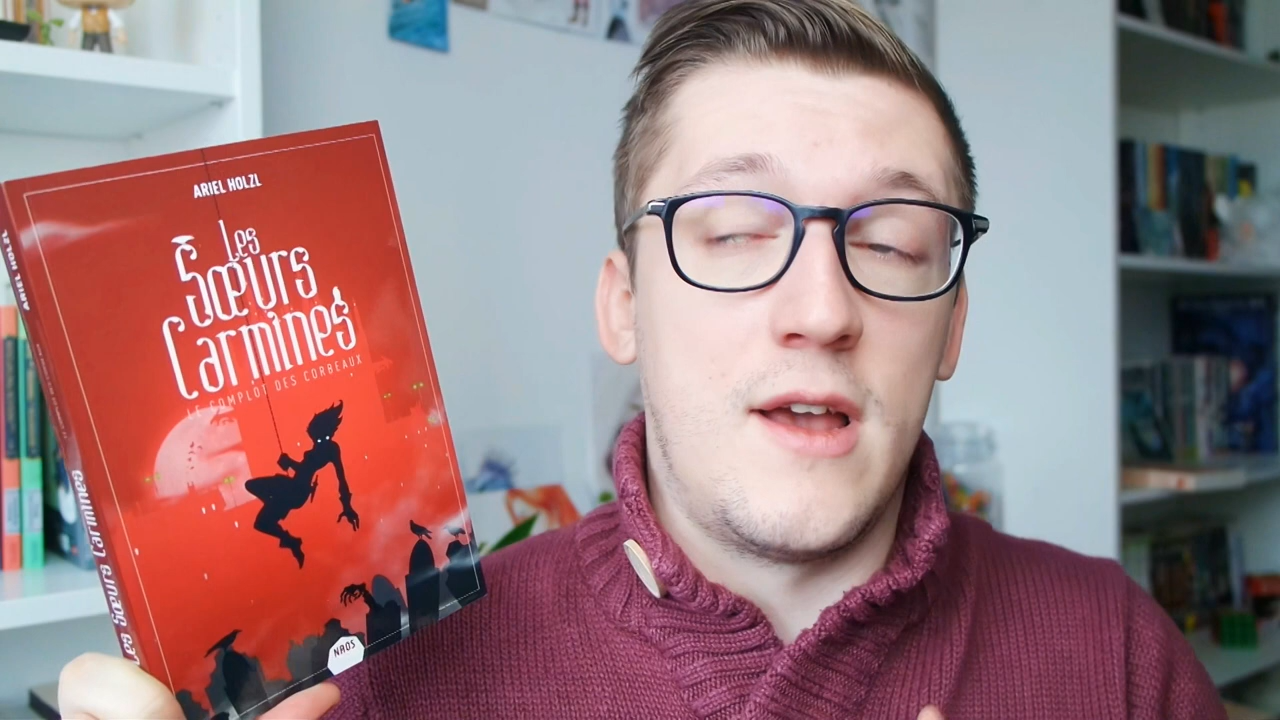 ARIEL HOLZL
Les
Sœurs
Carmines
LE COMPLOT DES CORBEAUX
NAOS
ARIEL HOLZL
Les Sœurs Carmines